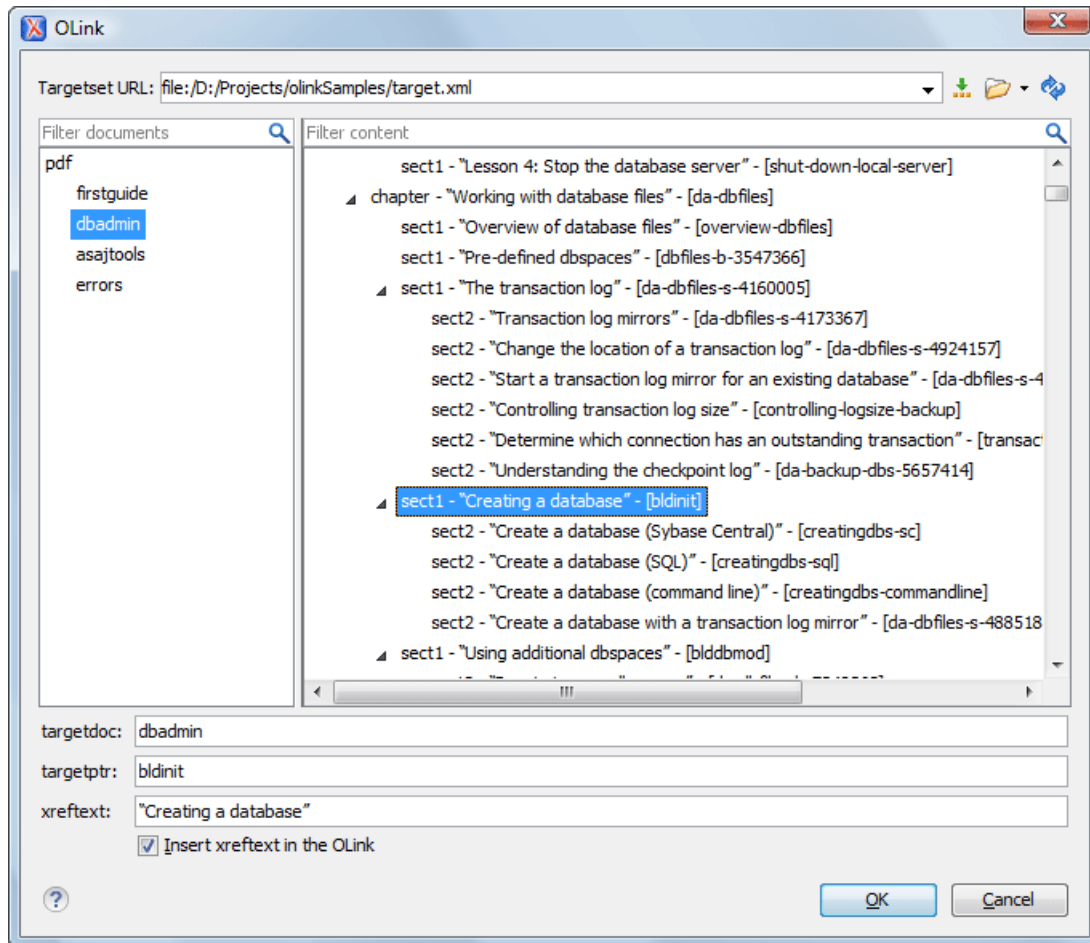 OLink
Targetset URL: file:/D:/Projects/olinkSamples/target.xml
Filter documents
pdf
firstguide
dbadmin
asajtools
errors
Filter content
sect1 - “Lesson 4: Stop the database server” - [shut-down-local-server]
chapter - “Working with database files” - [da-dbfiles]
sect1 - “Overview of database files” - [overview-dbfiles]
sect1 - “Pre-defined dbspaces” - [dbfiles-b-3547366]
sect1 - “The transaction log” - [da-dbfiles-s-4160005]
sect2 - “Transaction log mirrors” - [da-dbfiles-s-4173367]
sect2 - “Change the location of a transaction log” - [da-dbfiles-s-4924157]
sect2 - “Start a transaction log mirror for an existing database” - [da-dbfiles-s-4
sect2 - “Controlling transaction log size” - [controlling-logsize-backup]
sect2 - “Determine which connection has an outstanding transaction” - [transact
sect2 - “Understanding the checkpoint log” - [da-backup-dbs-5657414]
sect1 - “Creating a database” - [bldinit]
sect2 - “Create a database (Sybase Central)” - [creatingdbs-sc]
sect2 - “Create a database (SQL)” - [creatingdbs-sql]
sect2 - “Create a database (command line)” - [creatingdbs-commandline]
sect2 - “Create a database with a transaction log mirror” - [da-dbfiles-s-488518
sect1 - “Using additional dbspaces” - [blddbmod]
targetdoc: dbadmin
targetptr: bldinit
xreftext: “Creating a database”
Insert xreftext in the OLink
OK
Cancel